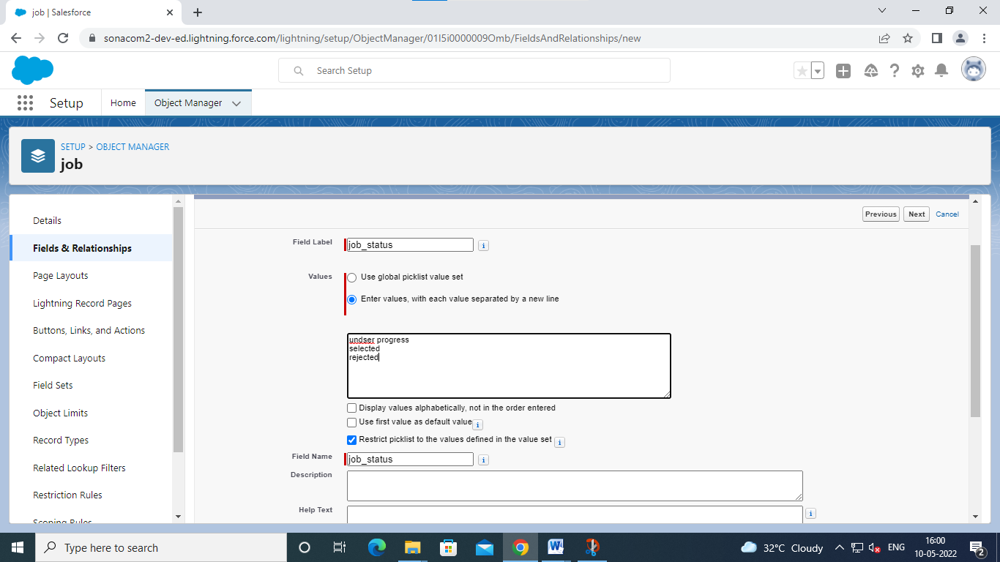 job | Salesforce
sonacom2-dev-ed.lightning.force.com/lightning/setup/ObjectManager/01I5i0000009Omb/FieldsAndRelationships/new
Search Setup
Setup
Home
Object Manager
SETUP > OBJECT MANAGER
job
Details
Fields & Relationships
Page Layouts
Lightning Record Pages
Buttons, Links, and Actions
Compact Layouts
Field Sets
Object Limits
Record Types
Related Lookup Filters
Restriction Rules
Scoping Rules
Previous Next Cancel
Field Label job_status
Values Use global picklist value set
Enter values, with each value separated by a new line
undser progress
selected
rejected
Display values alphabetically, not in the order entered
Use first value as default value
Restrict picklist to the values defined in the value set
Field Name job_status
Description
Help Text
Type here to search
32°C Cloudy
ENG
16:00
10-05-2022
2